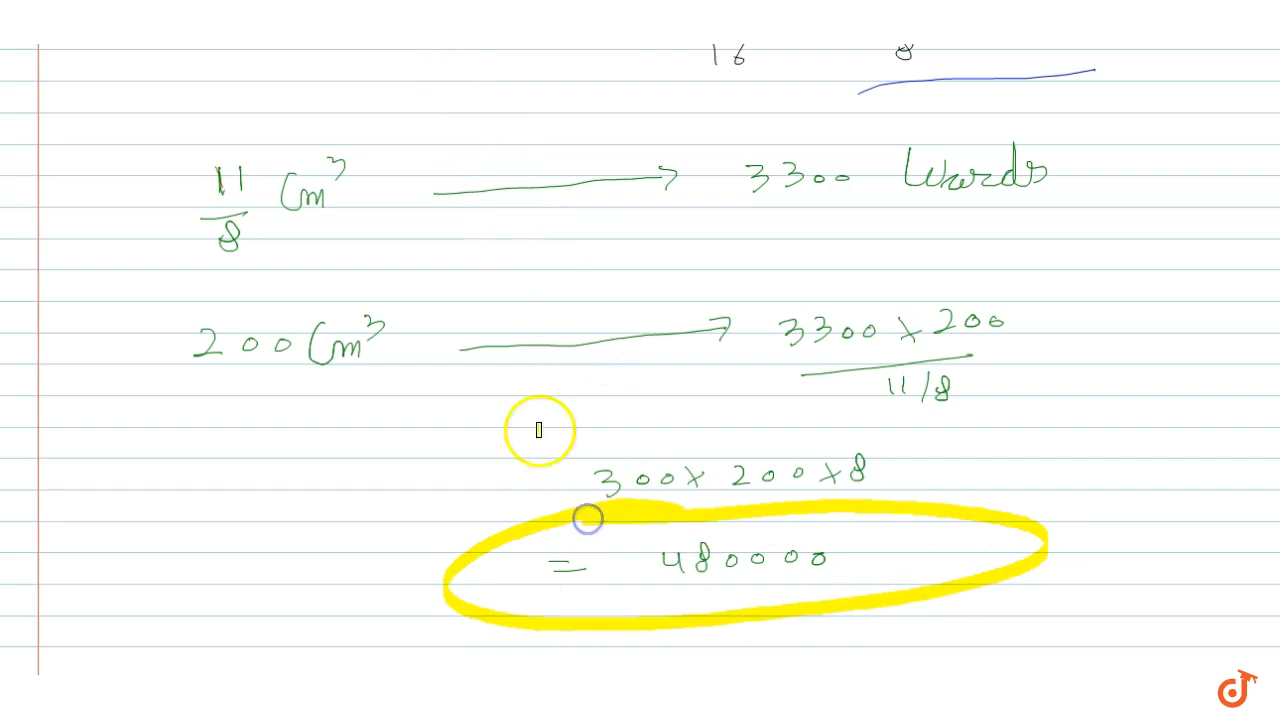 16 8
11/8 Cm³ → 3300 Words
200 Cm³ → 3300 x 200
11/8
300 x 200 x 8
= 480000